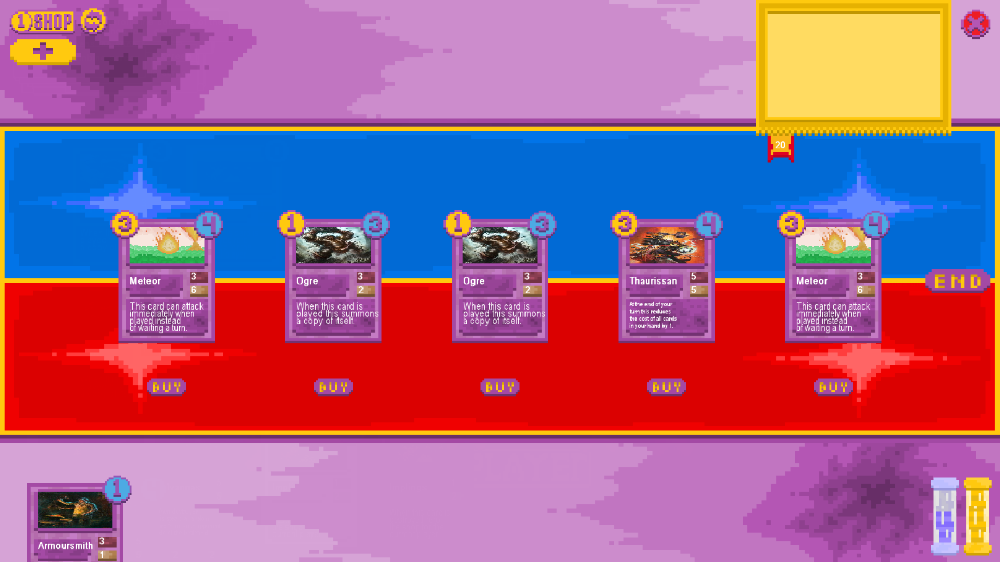 1 SHOP
+
20
3 4
Meteor
3
6
This card can attack
immediately when
played instead
of waiting a turn.
BUY
1 3
Ogre
3
2
When this card is
played this summons
a copy of itself.
BUY
1 3
Ogre
3
2
When this card is
played this summons
a copy of itself.
BUY
3 4
Thaurissan
5
5
At the end of your
turn this reduces
the cost of all cards
in your hand by 1.
BUY
3 4
Meteor
3
6
This card can attack
immediately when
played instead
of waiting a turn.
BUY
END
1
Armoursmith
3
1